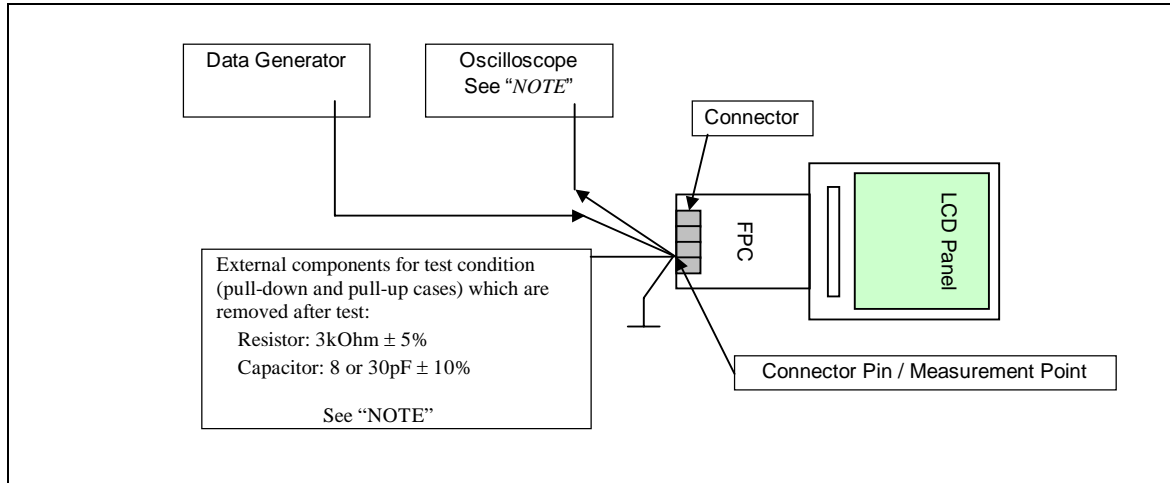 Data Generator
Oscilloscope
See “NOTE”
Connector
FPC
LCD Panel
External components for test condition
(pull-down and pull-up cases) which are
removed after test:
Resistor: 3kOhm ± 5%
Capacitor: 8 or 30pF ± 10%
See “NOTE”
Connector Pin / Measurement Point